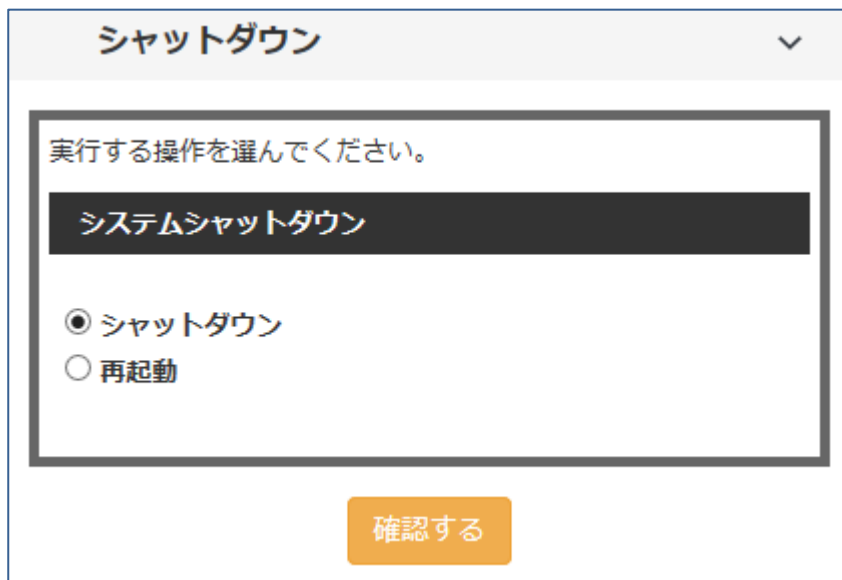 シャットダウン
実行する操作を選んでください。
システムシャットダウン
シャットダウン
再起動
確認する